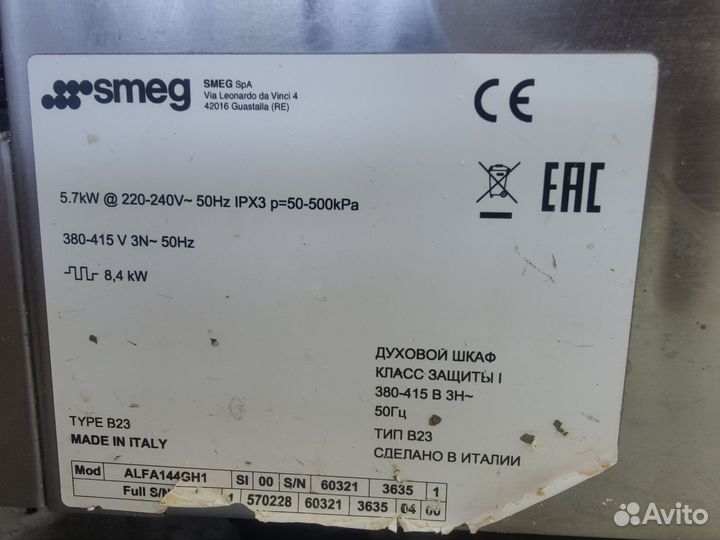 smeg
SMEG SpA
Via Leonardo da Vinci 4
42016 Guastalla (RE)
CE
EAC
5.7kW @ 220-240V~ 50Hz IPX3 p=50-500kPa
380-415 V 3N~ 50Hz
8,4 kW
ДУХОВОЙ ШКАФ
КЛАСС ЗАЩИТЫ I
380-415 В 3Н~
50Гц
ТИП В23
СДЕЛАНО В ИТАЛИИ
TYPE B23
MADE IN ITALY
Mod ALFA144GH1 SI 00 S/N 60321 3635 1
Full S/N 1 570228 60321 3635 04 00
Avito